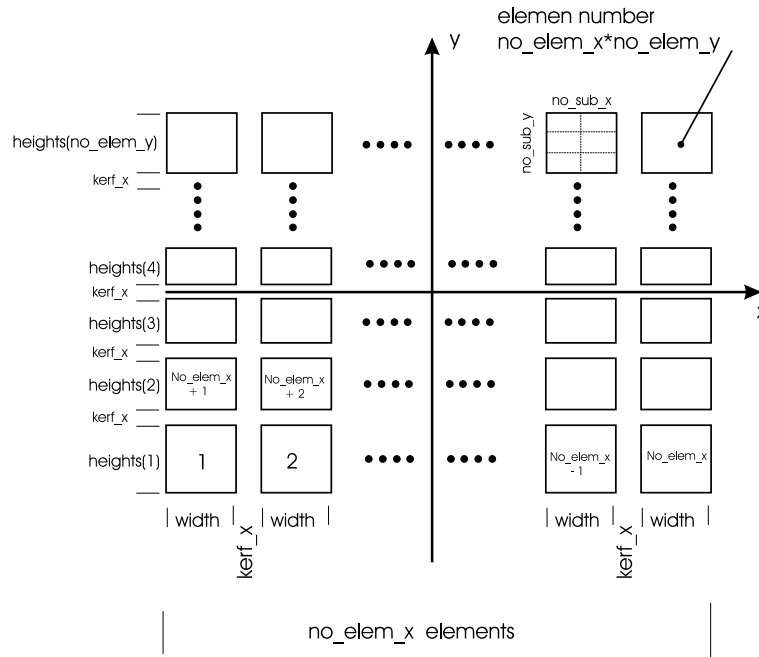 elemen number
no_elem_x*no_elem_y
y
no_sub_x
no_sub_y
heights(no_elem_y)
kerf_x
heights(4)
kerf_x
x
heights(3)
kerf_x
heights(2)
No_elem_x
+ 1
No_elem_x
+ 2
kerf_x
heights(1)
1
2
No_elem_x
- 1
No_elem_x
width
width
width
width
kerf_x
kerf_x
no_elem_x elements